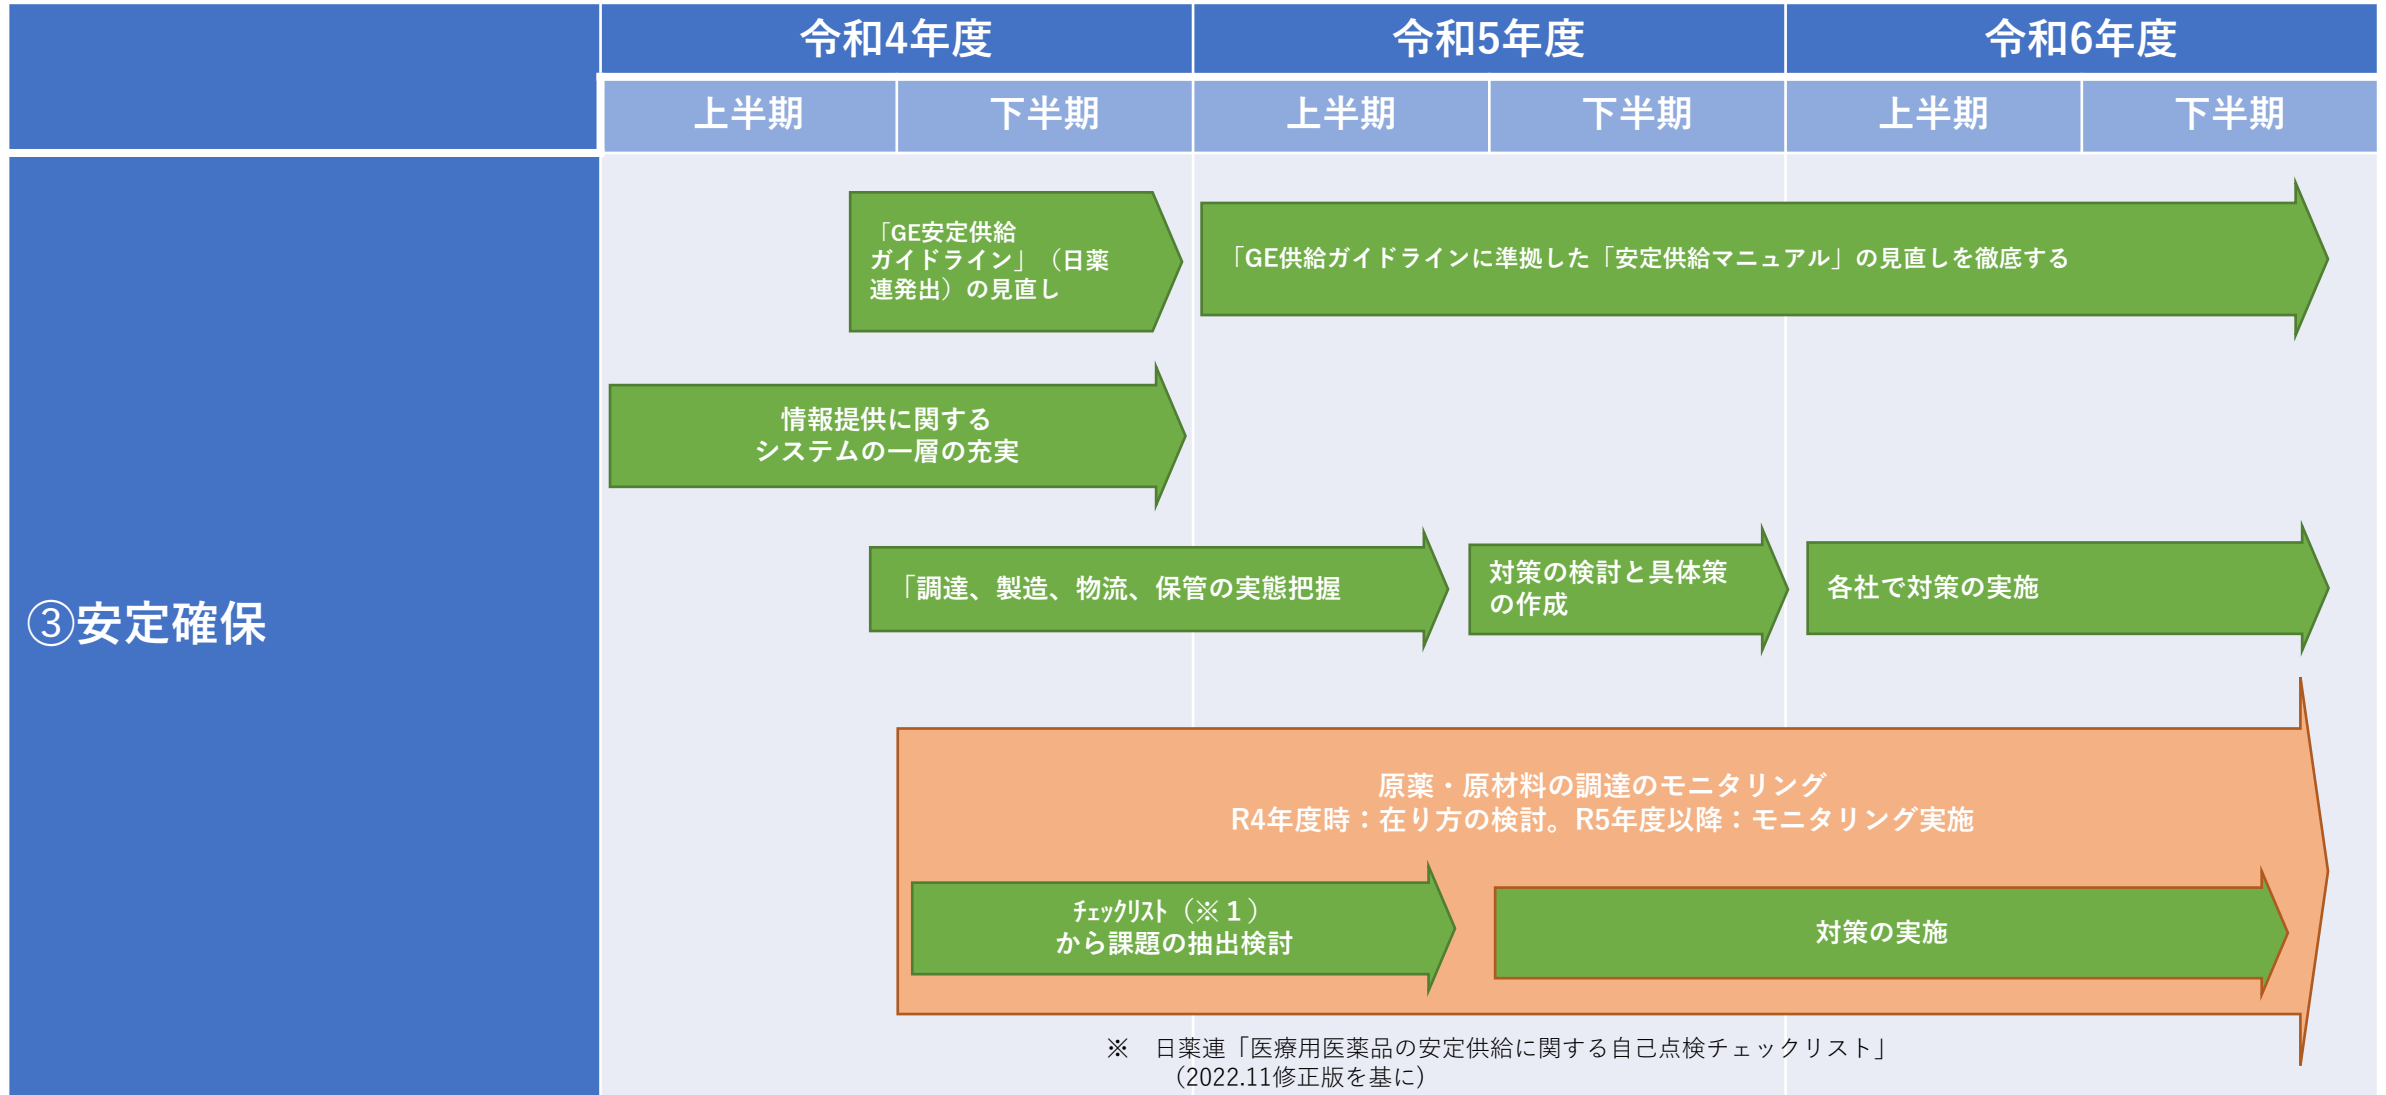 令和4年度
令和5年度
令和6年度
上半期
下半期
上半期
下半期
上半期
下半期
③安定確保
「GE安定供給
ガイドライン」（日薬
連発出）の見直し
「GE供給ガイドラインに準拠した「安定供給マニュアル」の見直しを徹底する
情報提供に関する
システムの一層の充実
「調達、製造、物流、保管の実態把握
対策の検討と具体策
の作成
各社で対策の実施
原薬・原材料の調達のモニタリング
R4年度時：在り方の検討。R5年度以降：モニタリング実施
ﾁｪｯｸﾘｽﾄ（※１）
から課題の抽出検討
対策の実施
※　日薬連「医療用医薬品の安定供給に関する自己点検チェックリスト」
(2022.11修正版を基に)